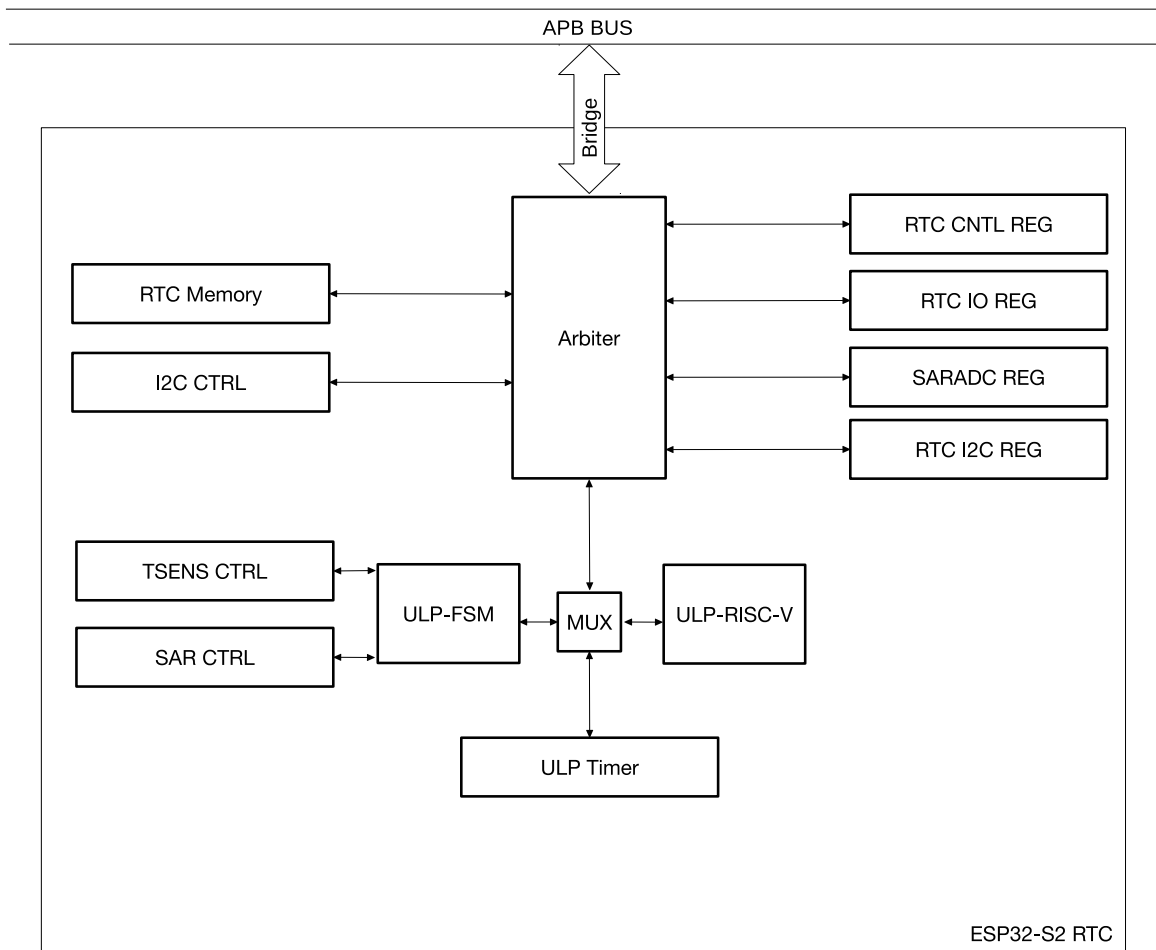 APB BUS
Bridge
RTC CNTL REG
RTC Memory
RTC IO REG
Arbiter
I2C CTRL
SARADC REG
RTC I2C REG
TSENS CTRL
ULP-FSM
MUX
ULP-RISC-V
SAR CTRL
ULP Timer
ESP32-S2 RTC